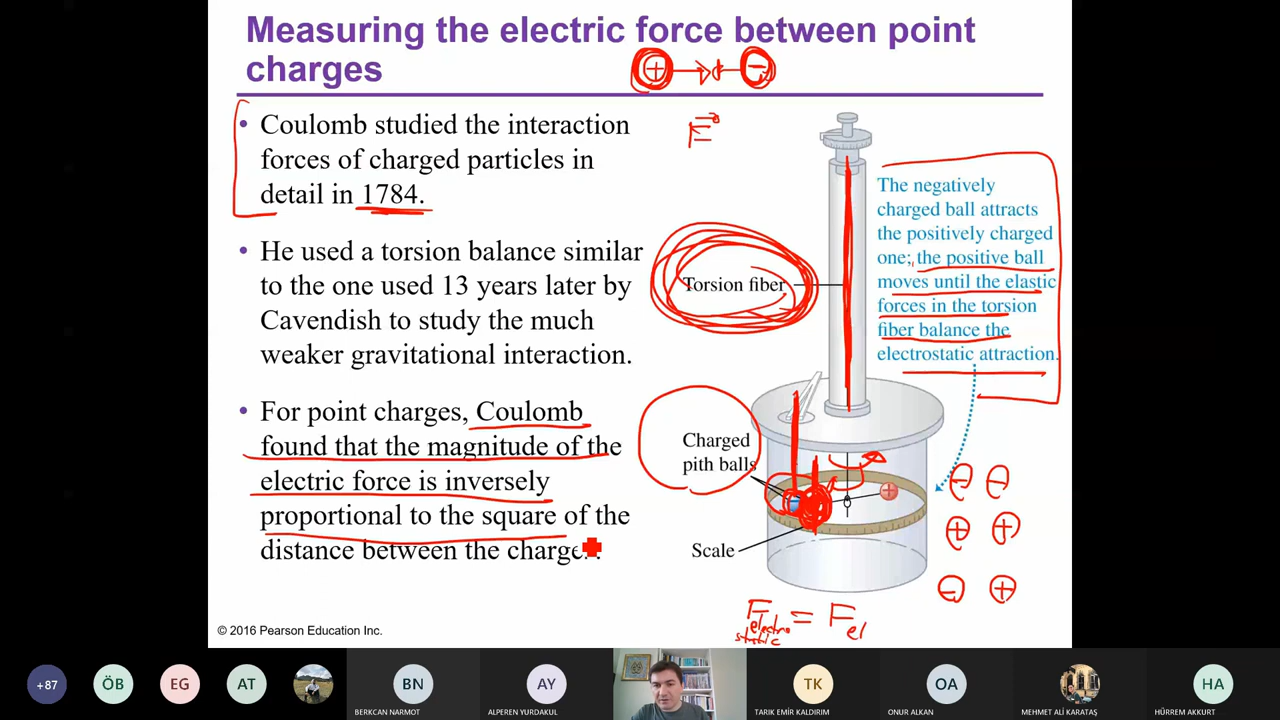 Measuring the electric force between point
charges
• Coulomb studied the interaction
forces of charged particles in
detail in 1784.
• He used a torsion balance similar
to the one used 13 years later by
Cavendish to study the much
weaker gravitational interaction.
• For point charges, Coulomb
found that the magnitude of the
electric force is inversely
proportional to the square of the
distance between the charge
+ −
E
Torsion fiber
The negatively
charged ball attracts
the positively charged
one; the positive ball
moves until the elastic
forces in the torsion
fiber balance the
electrostatic attraction.
Charged
pith balls
+
Scale
− −
+ +
− +
F electro static = F el
© 2016 Pearson Education Inc.
+87
ÖB
EG
AT
BN
BERKCAN NARMOT
AY
ALPEREN YURDAKUL
TK
TARIK EMİR KALDIRIM
OA
ONUR ALKAN
MEHMET ALİ KARATAŞ
HA
HÜRREM AKKURT